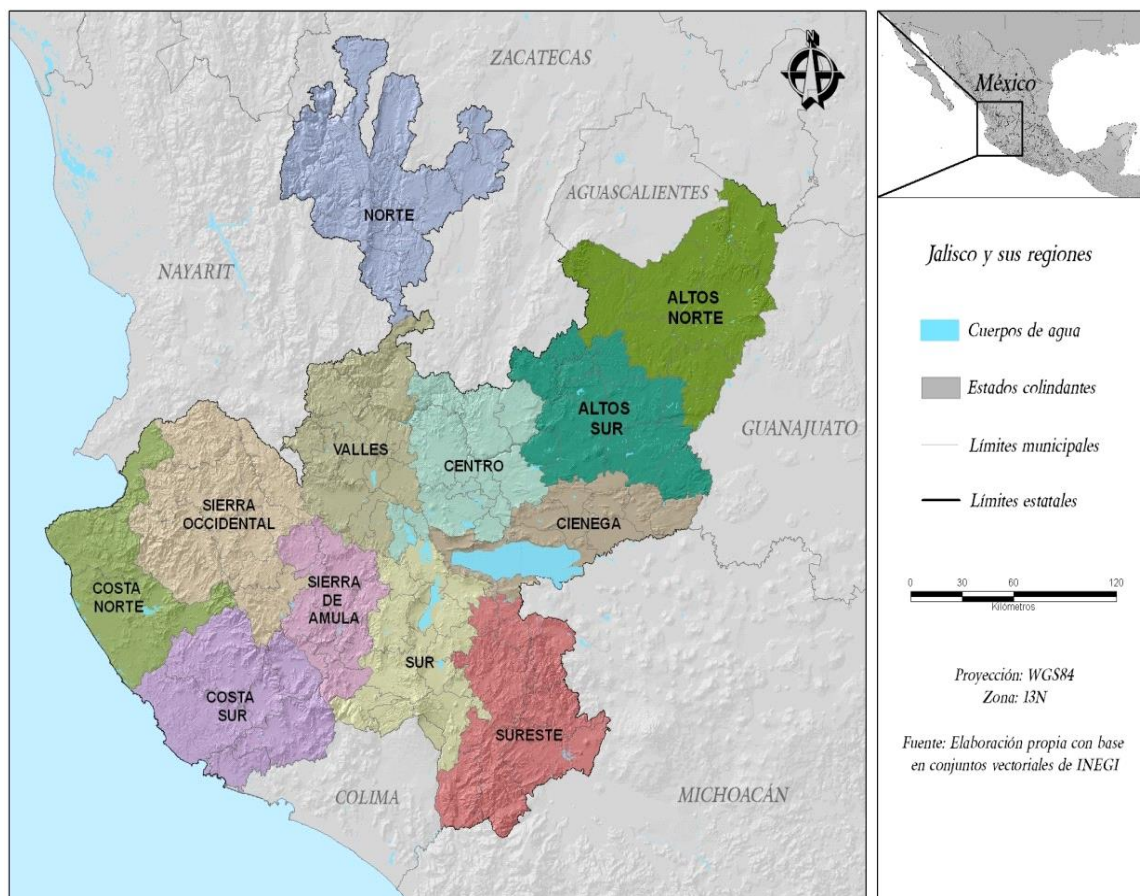 ZACATECAS
N
México
AGUASCALIENTES
NORTE
NAYARIT
Jalisco y sus regiones
ALTOS
NORTE
Cuerpos de agua
Estados colindantes
ALTOS
SUR
GUANAJUATO
VALLES
CENTRO
Límites municipales
SIERRA
OCCIDENTAL
CIENEGA
Límites estatales
COSTA
NORTE
SIERRA
DE
AMULA
0 30 60 120
Kilómetros
SUR
COSTA
SUR
SURESTE
Proyección: WGS84
Zona: 13N
Fuente: Elaboración propia con base
en conjuntos vectoriales de INEGI
COLIMA
MICHOACÁN